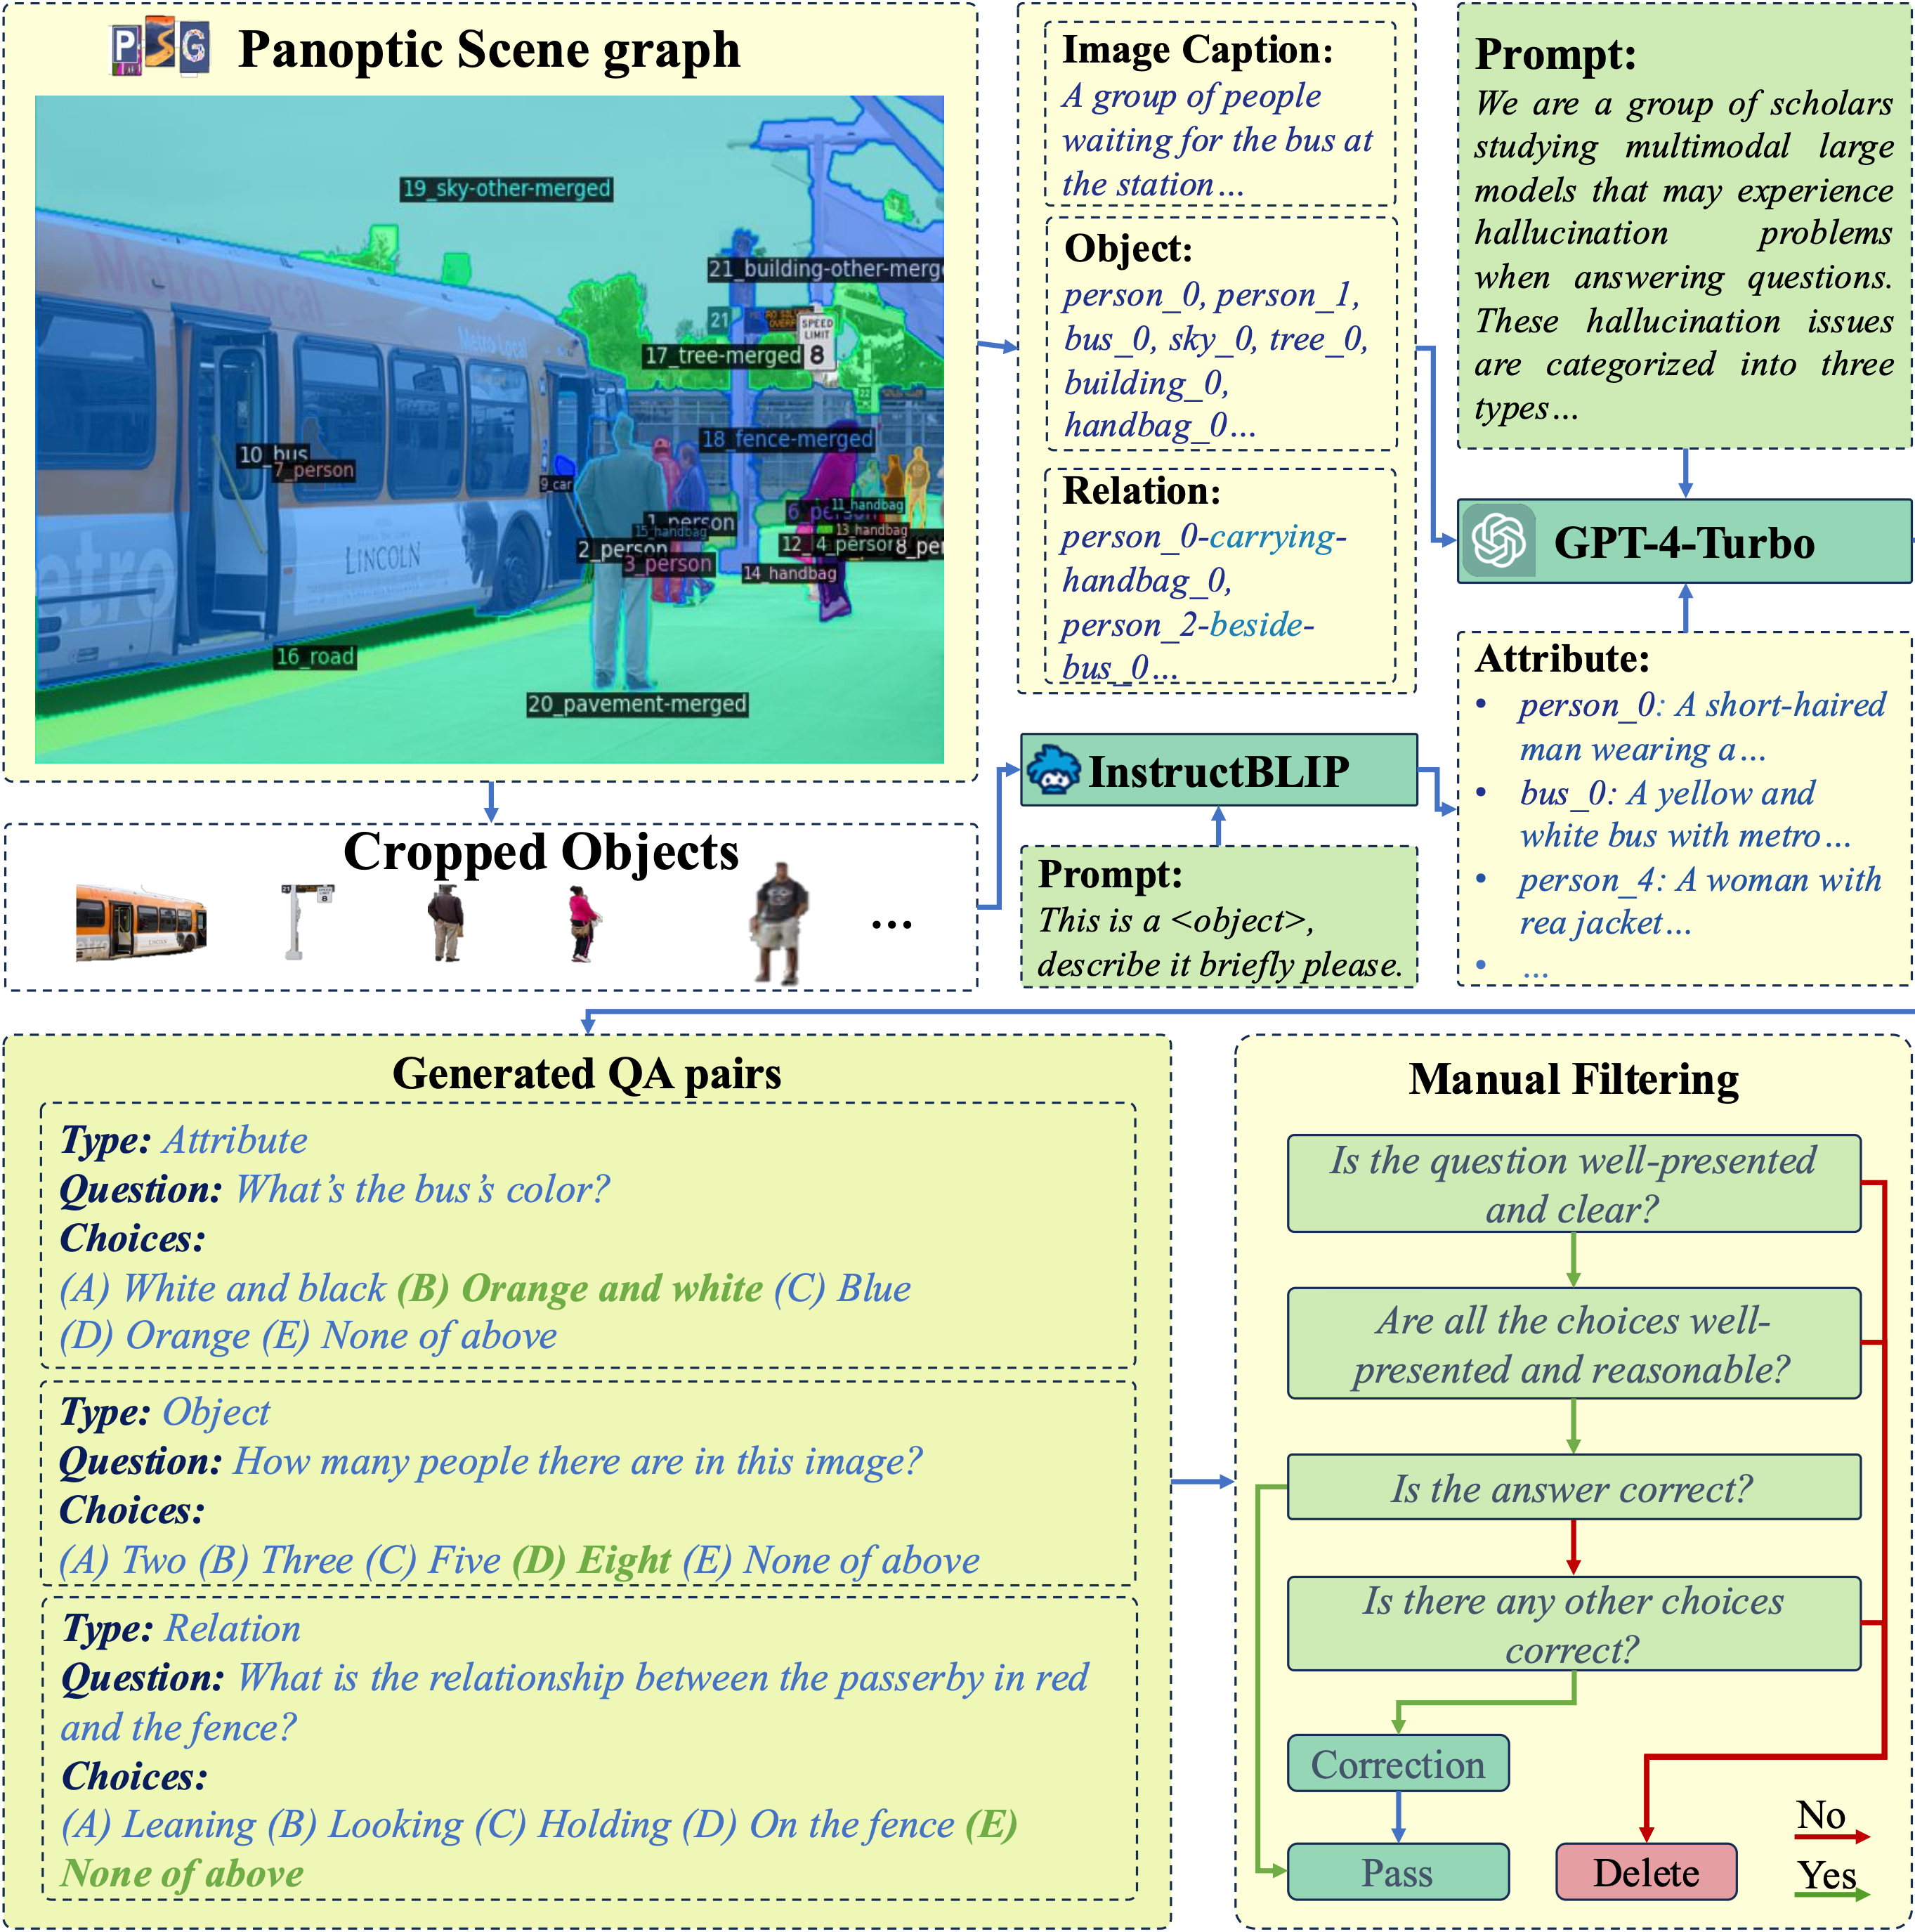 PSG Panoptic Scene graph
19_sky-other-merged
21_building-other-merge
21
SPEED
LIMIT
8
17_tree-merged
Metro Local
Metro Local
18_fence-merged
10_bus
7_person
9_car
1_person
15_handbag
2_person
3_person
11_handbag
13_handbag
12_
4_person
8_per
14_handbag
LINCOLN
etro
16_road
20_pavement-merged
Image Caption:
A group of people
waiting for the bus at
the station…
Object:
person_0, person_1,
bus_0, sky_0, tree_0,
building_0,
handbag_0…
Relation:
person_0-carrying-
handbag_0,
person_2-beside-
bus_0…
Prompt:
We are a group of scholars
studying multimodal large
models that may experience
hallucination problems
when answering questions.
These hallucination issues
are categorized into three
types…
GPT-4-Turbo
Attribute:
• person_0: A short-haired
man wearing a…
• bus_0: A yellow and
white bus with metro…
• person_4: A woman with
rea jacket…
• …
InstructBLIP
Prompt:
This is a <object>,
describe it briefly please.
Cropped Objects
…
Generated QA pairs
Type: Attribute
Question: What’s the bus’s color?
Choices:
(A) White and black (B) Orange and white (C) Blue
(D) Orange (E) None of above
Type: Object
Question: How many people there are in this image?
Choices:
(A) Two (B) Three (C) Five (D) Eight (E) None of above
Type: Relation
Question: What is the relationship between the passerby in red
and the fence?
Choices:
(A) Leaning (B) Looking (C) Holding (D) On the fence (E)
None of above
Manual Filtering
Is the question well-presented
and clear?
Are all the choices well-
presented and reasonable?
Is the answer correct?
Is there any other choices
correct?
Correction
Pass
Delete
No
Yes